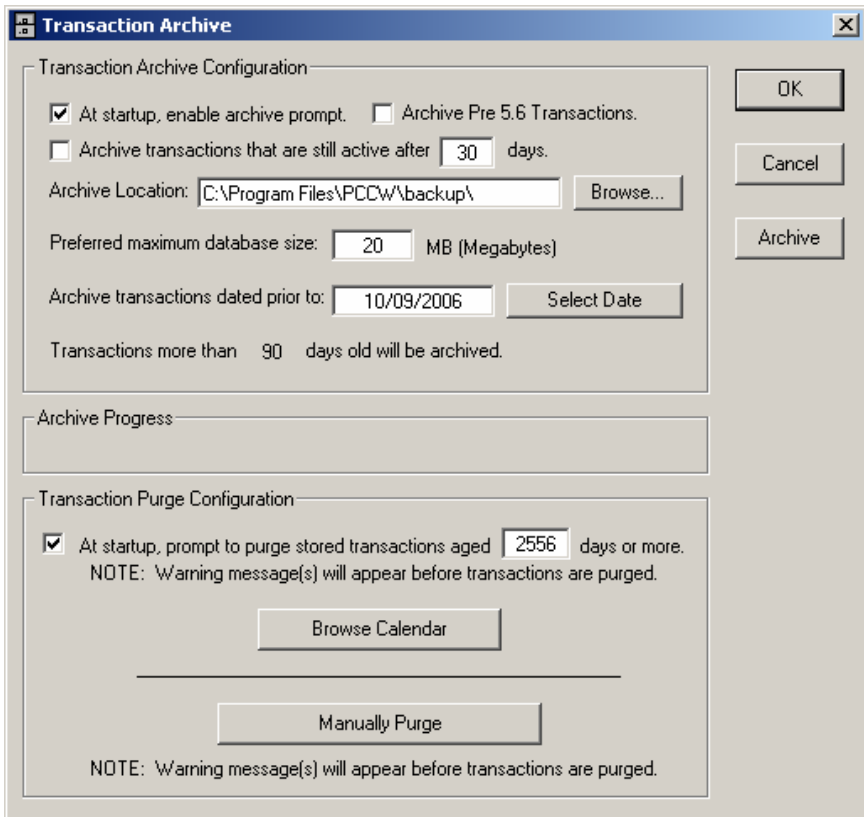 Transaction Archive
Transaction Archive Configuration
At startup, enable archive prompt. Archive Pre 5.6 Transactions.
Archive transactions that are still active after 30 days.
Archive Location: C:\Program Files\PCCW\backup\ Browse...
Preferred maximum database size: 20 MB (Megabytes)
Archive transactions dated prior to: 10/09/2006 Select Date
Transactions more than 90 days old will be archived.
OK
Cancel
Archive
Archive Progress
Transaction Purge Configuration
At startup, prompt to purge stored transactions aged 2556 days or more.
NOTE: Warning message(s) will appear before transactions are purged.
Browse Calendar
Manually Purge
NOTE: Warning message(s) will appear before transactions are purged.